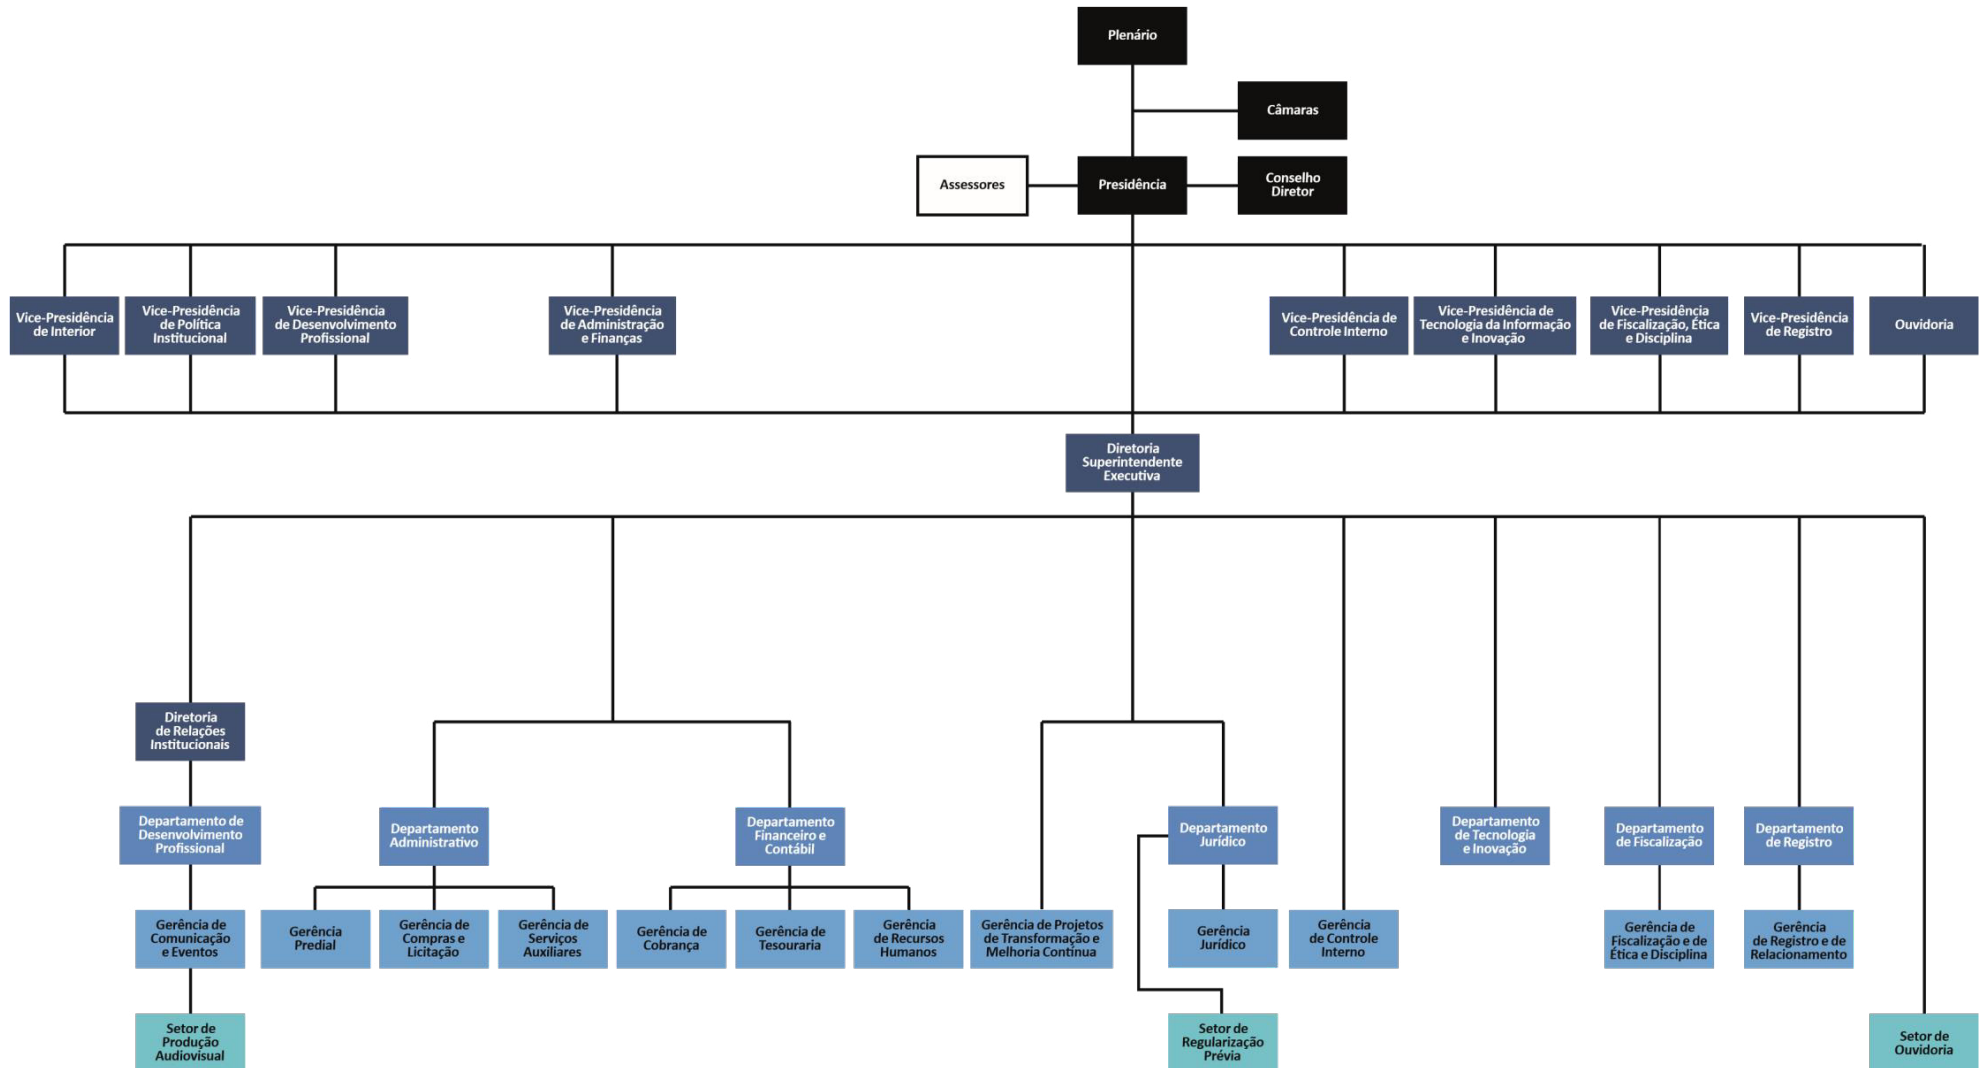 Plenário
Câmaras
Assessores
Presidência
Conselho
Diretor
Vice-Presidência
de Interior
Vice-Presidência
de Política
Institucional
Vice-Presidência
de Desenvolvimento
Profissional
Vice-Presidência
de Administração
e Finanças
Vice-Presidência de
Controle Interno
Vice-Presidência de
Tecnologia da Informação
e Inovação
Vice-Presidência
de Fiscalização, Ética
e Disciplina
Vice-Presidência
de Registro
Ouvidoria
Diretoria
Superintendente
Executiva
Diretoria
de Relações
Institucionais
Departamento de
Desenvolvimento
Profissional
Departamento
Administrativo
Departamento
Financeiro e
Contábil
Departamento
Jurídico
Departamento
de Tecnologia
e Inovação
Departamento
de Fiscalização
Departamento
de Registro
Gerência de
Comunicação
e Eventos
Gerência
Predial
Gerência de
Compras e
Licitação
Gerência de
Serviços
Auxiliares
Gerência de
Cobrança
Gerência de
Tesouraria
Gerência
de Recursos
Humanos
Gerência de Projetos
de Transformação e
Melhoria Contínua
Gerência
Jurídico
Gerência
de Controle
Interno
Gerência de
Fiscalização e de
Ética e Disciplina
Gerência
de Registro e de
Relacionamento
Setor de
Produção
Audiovisual
Setor de
Regularização
Prévia
Setor de
Ouvidoria